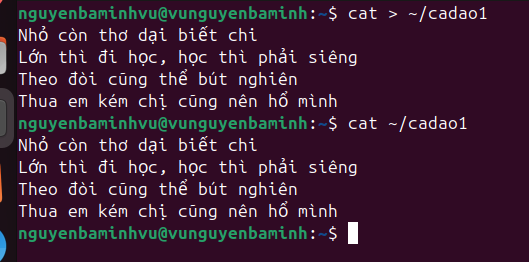 nguyenbaminhvu@vunguyenbaminh:~$ cat > ~/cadao1
Nhỏ còn thơ dại biết chi
Lớn thì đi học, học thì phải siêng
Theo đòi cũng thể bút nghiên
Thua em kém chị cũng nên hổ mình
nguyenbaminhvu@vunguyenbaminh:~$ cat ~/cadao1
Nhỏ còn thơ dại biết chi
Lớn thì đi học, học thì phải siêng
Theo đòi cũng thể bút nghiên
Thua em kém chị cũng nên hổ mình
nguyenbaminhvu@vunguyenbaminh:~$